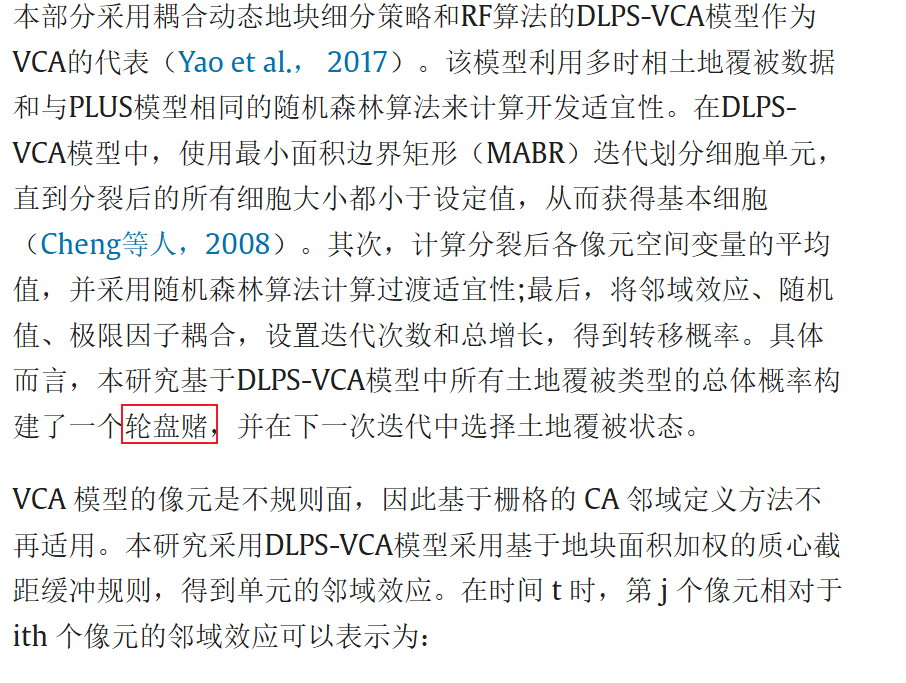 本部分采用耦合动态地块细分策略和RF算法的DLPS-VCA模型作为
VCA的代表（Yao et al.， 2017）。该模型利用多时相土地覆被数据
和与PLUS模型相同的随机森林算法来计算开发适宜性。在DLPS-
VCA模型中，使用最小面积边界矩形（MABR）迭代划分细胞单元，
直到分裂后的所有细胞大小都小于设定值，从而获得基本细胞
（Cheng等人，2008）。其次，计算分裂后各像元空间变量的平均
值，并采用随机森林算法计算过渡适宜性;最后，将邻域效应、随机
值、极限因子耦合，设置迭代次数和总增长，得到转移概率。具体
而言，本研究基于DLPS-VCA模型中所有土地覆被类型的总体概率构
建了一个轮盘赌，并在下一次迭代中选择土地覆被状态。
VCA 模型的像元是不规则面，因此基于栅格的 CA 邻域定义方法不
再适用。本研究采用DLPS-VCA模型采用基于地块面积加权的质心截
距缓冲规则，得到单元的邻域效应。在时间 t 时，第 j 个像元相对于
ith 个像元的邻域效应可以表示为：